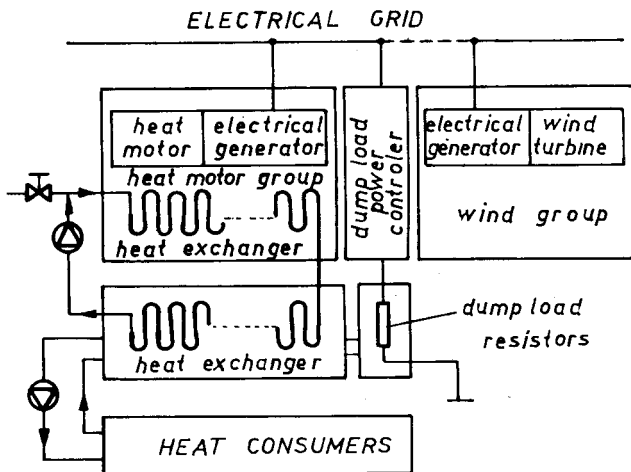 ELECTRICAL GRID
heat motor
electrical generator
heat motor group
heat exchanger
dump load power controler
electrical generator
wind turbine
wind group
heat exchanger
dump load resistors
HEAT CONSUMERS